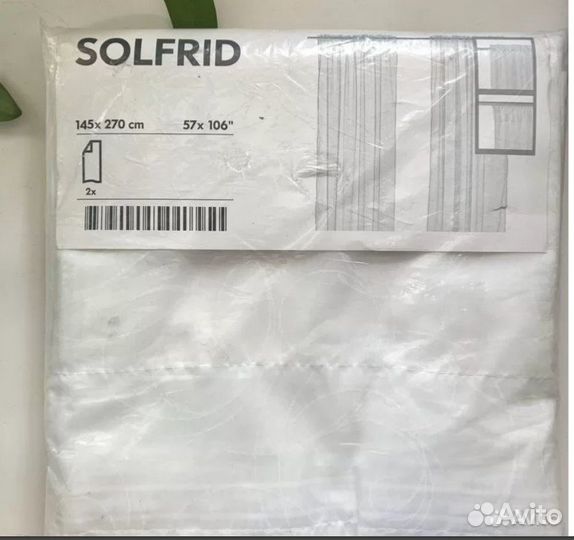 SOLFRID
145x 270 cm 57x 106"
2x
Avito